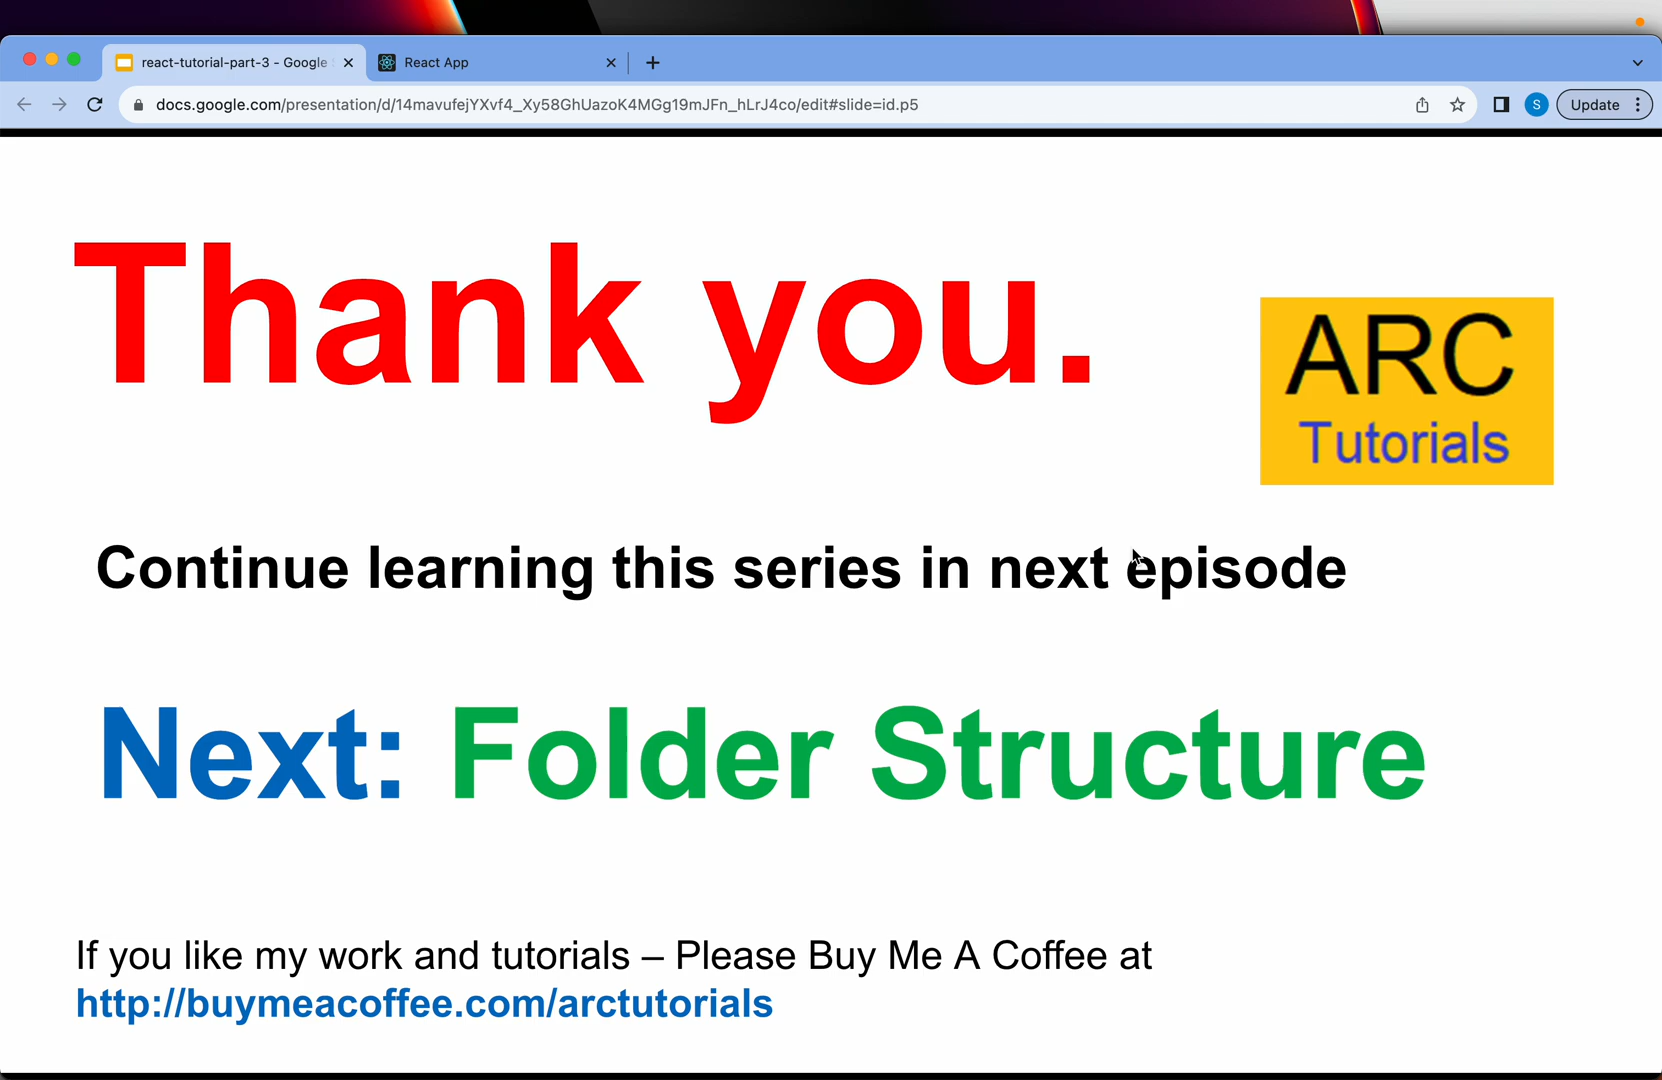 react-tutorial-part-3 - Google
React App
docs.google.com/presentation/d/14mavufejYXvf4_Xy58GhUazoK4MGg19mJFn_hLrJ4co/edit#slide=id.p5
S
Update
Thank you.
ARC
Tutorials
Continue learning this series in next episode
Next: Folder Structure
If you like my work and tutorials – Please Buy Me A Coffee at
http://buymeacoffee.com/arctutorials